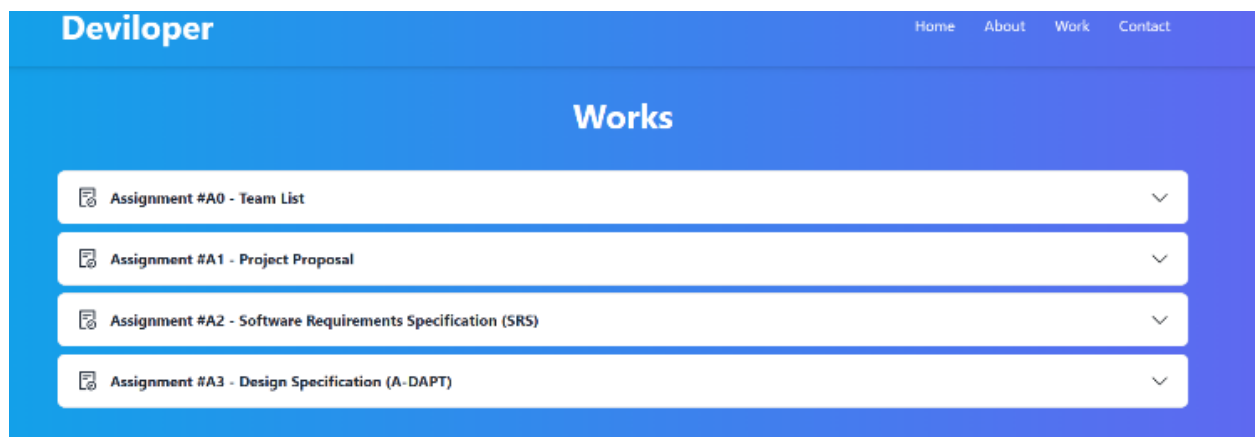 Deviloper
Home About Work Contact
Works
Assignment #A0 - Team List
Assignment #A1 - Project Proposal
Assignment #A2 - Software Requirements Specification (SRS)
Assignment #A3 - Design Specification (A-DAPT)